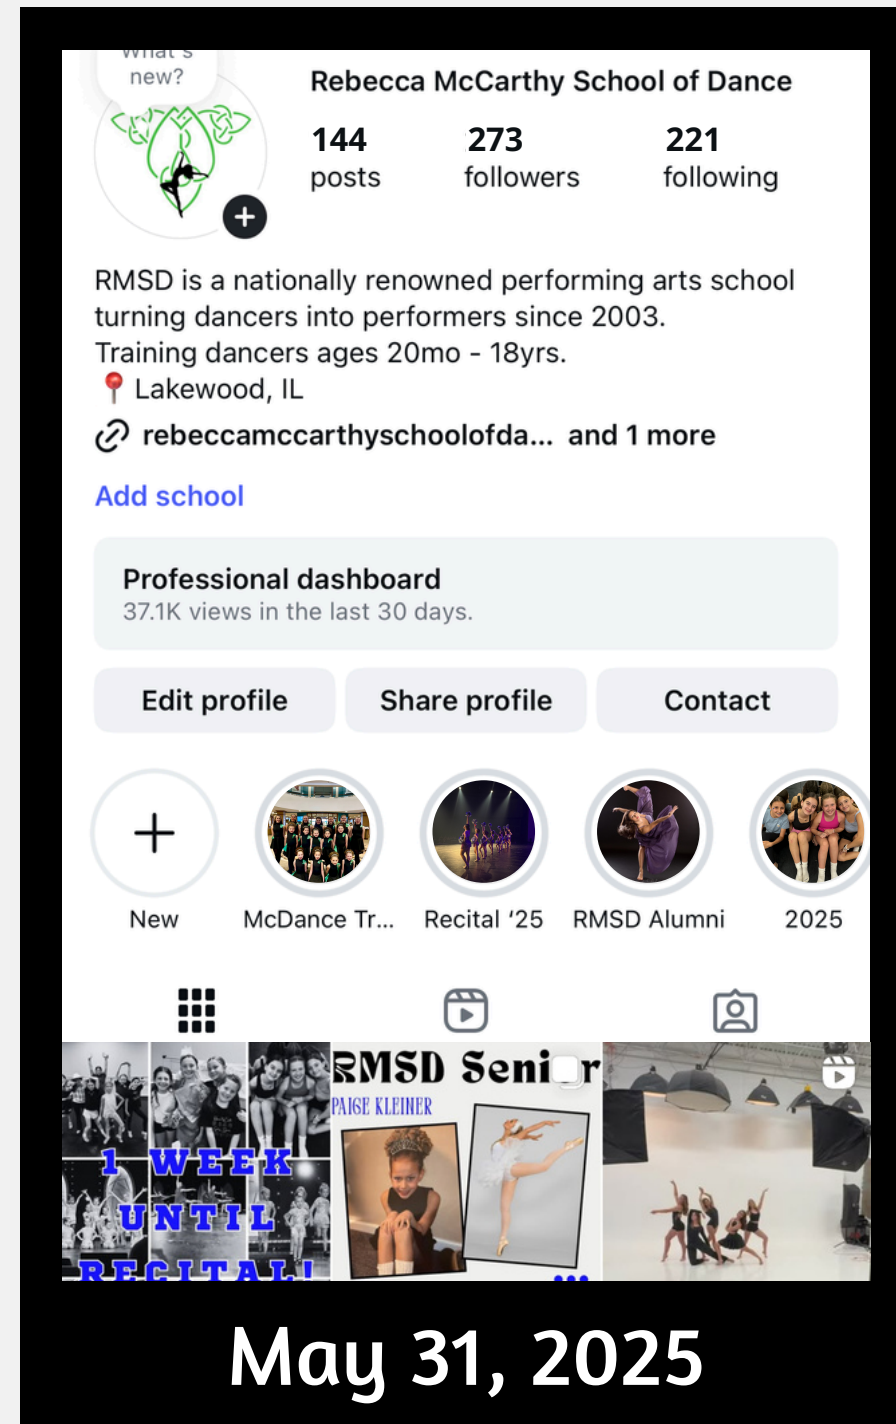 What's
new?
Rebecca McCarthy School of Dance
144 273 221
posts followers following
RMSD is a nationally renowned performing arts school
turning dancers into performers since 2003.
Training dancers ages 20mo - 18yrs.
📍 Lakewood, IL
rebeccamccarthyschoolofda... and 1 more
Add school
Professional dashboard
37.1K views in the last 30 days.
Edit profile Share profile Contact
New McDance Tr... Recital ‘25 RMSD Alumni 2025
RMSD Senior
PAIGE KLEINER
1 WEEK
UNTIL
RECITAL!
May 31, 2025